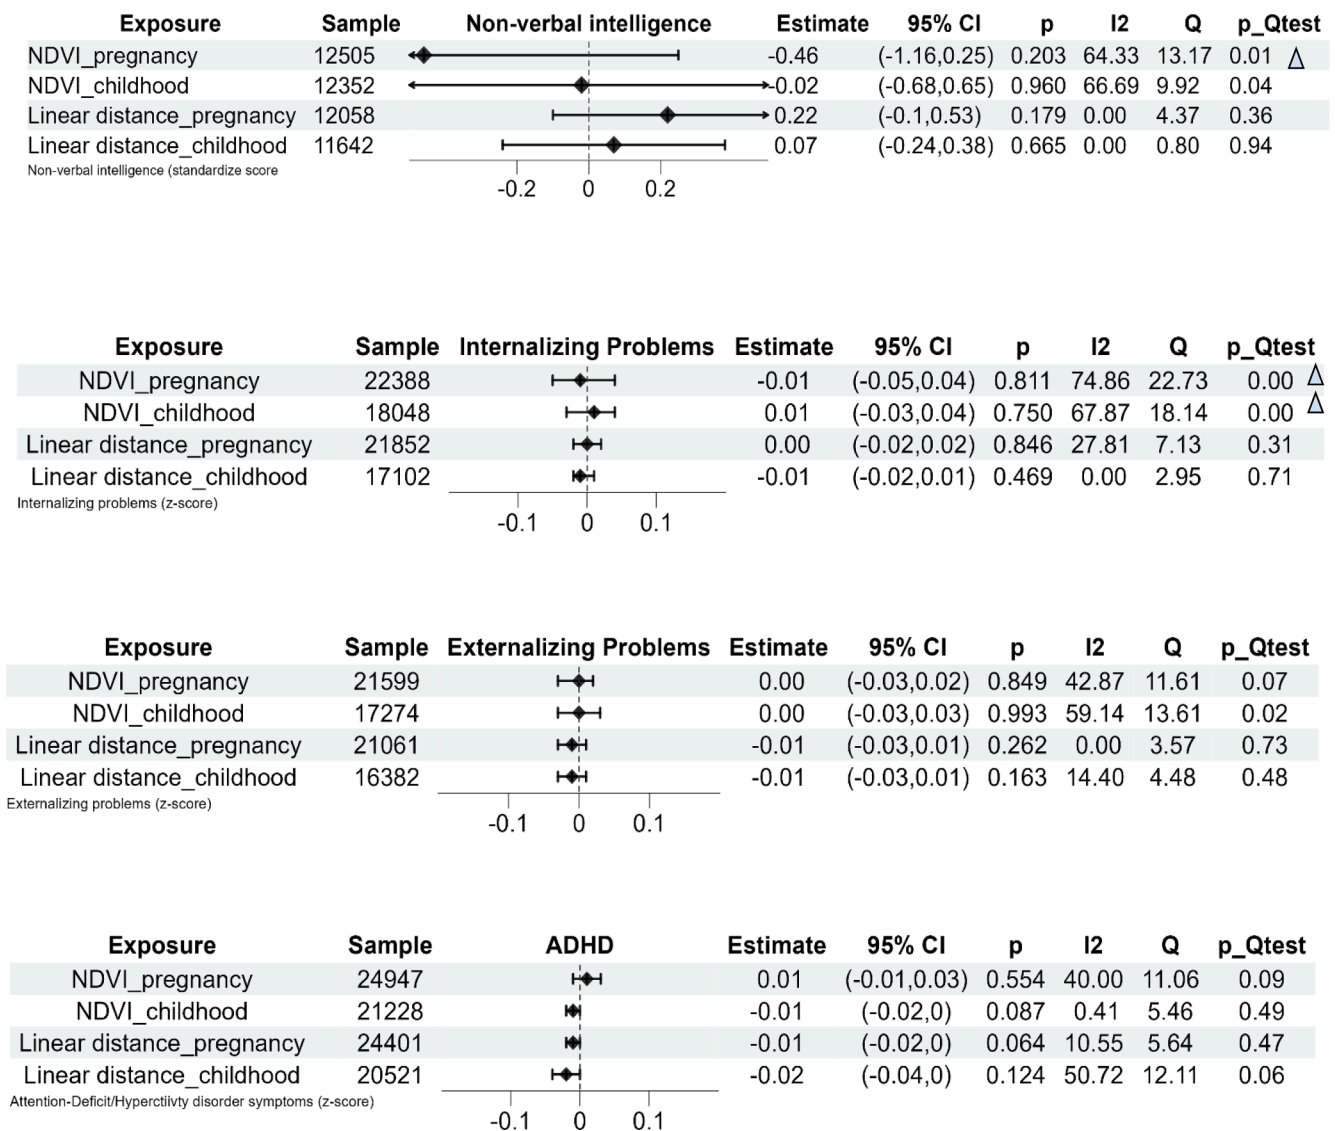 Exposure Sample Non-verbal intelligence Estimate 95% CI p I2 Q p_Qtest
NDVI_pregnancy 12505 -0.46 (-1.16,0.25) 0.203 64.33 13.17 0.01
NDVI_childhood 12352 -0.02 (-0.68,0.65) 0.960 66.69 9.92 0.04
Linear distance_pregnancy 12058 0.22 (-0.1,0.53) 0.179 0.00 4.37 0.36
Linear distance_childhood 11642 0.07 (-0.24,0.38) 0.665 0.00 0.80 0.94
Non-verbal intelligence (standardize score
-0.2 0 0.2
Exposure Sample Internalizing Problems Estimate 95% CI p I2 Q p_Qtest
NDVI_pregnancy 22388 -0.01 (-0.05,0.04) 0.811 74.86 22.73 0.00
NDVI_childhood 18048 0.01 (-0.03,0.04) 0.750 67.87 18.14 0.00
Linear distance_pregnancy 21852 0.00 (-0.02,0.02) 0.846 27.81 7.13 0.31
Linear distance_childhood 17102 -0.01 (-0.02,0.01) 0.469 0.00 2.95 0.71
Internalizing problems (z-score)
-0.1 0 0.1
Exposure Sample Externalizing Problems Estimate 95% CI p I2 Q p_Qtest
NDVI_pregnancy 21599 0.00 (-0.03,0.02) 0.849 42.87 11.61 0.07
NDVI_childhood 17274 0.00 (-0.03,0.03) 0.993 59.14 13.61 0.02
Linear distance_pregnancy 21061 -0.01 (-0.03,0.01) 0.262 0.00 3.57 0.73
Linear distance_childhood 16382 -0.01 (-0.03,0.01) 0.163 14.40 4.48 0.48
Externalizing problems (z-score)
-0.1 0 0.1
Exposure Sample ADHD Estimate 95% CI p I2 Q p_Qtest
NDVI_pregnancy 24947 0.01 (-0.01,0.03) 0.554 40.00 11.06 0.09
NDVI_childhood 21228 -0.01 (-0.02,0) 0.087 0.41 5.46 0.49
Linear distance_pregnancy 24401 -0.01 (-0.02,0) 0.064 10.55 5.64 0.47
Linear distance_childhood 20521 -0.02 (-0.04,0) 0.124 50.72 12.11 0.06
Attention-Deficit/Hyperctiivty disorder symptoms (z-score)
-0.1 0 0.1